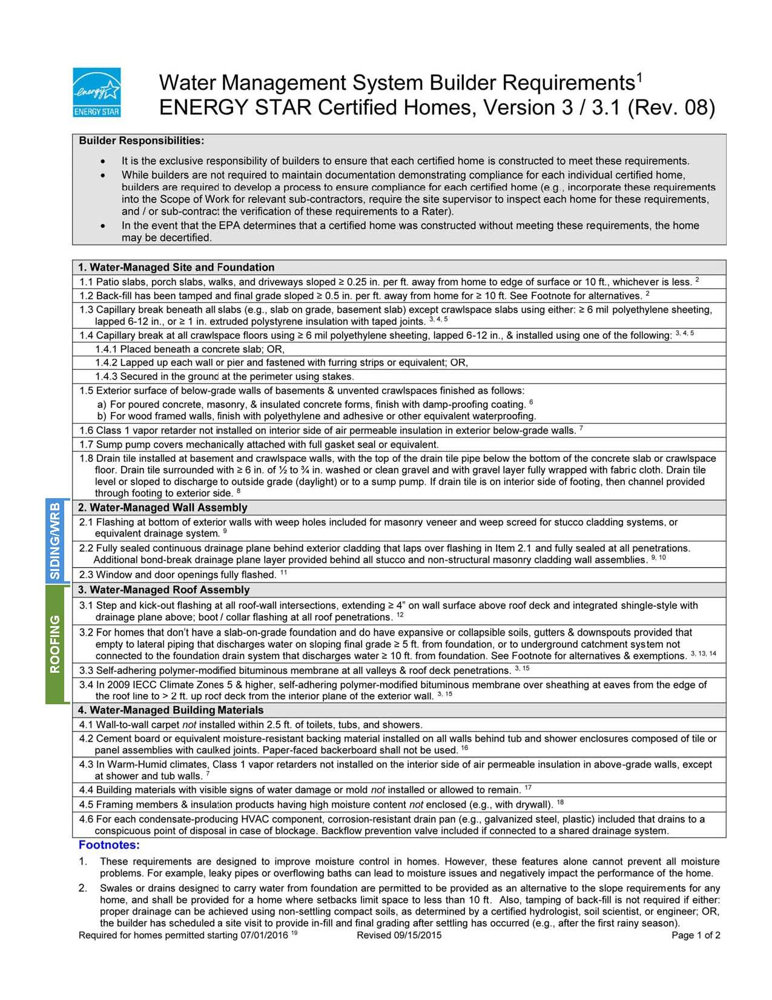 energy
ENERGY STAR
Water Management System Builder Requirements¹
ENERGY STAR Certified Homes, Version 3 / 3.1 (Rev. 08)
Builder Responsibilities:
• It is the exclusive responsibility of builders to ensure that each certified home is constructed to meet these requirements.
• While builders are not required to maintain documentation demonstrating compliance for each individual certified home,
builders are required to develop a process to ensure compliance for each certified home (e.g., incorporate these requirements
into the Scope of Work for relevant sub-contractors, require the site supervisor to inspect each home for these requirements,
and / or sub-contract the verification of these requirements to a Rater).
• In the event that the EPA determines that a certified home was constructed without meeting these requirements, the home
may be decertified.
1. Water-Managed Site and Foundation
1.1 Patio slabs, porch slabs, walks, and driveways sloped ≥ 0.25 in. per ft. away from home to edge of surface or 10 ft., whichever is less. ²
1.2 Back-fill has been tamped and final grade sloped ≥ 0.5 in. per ft. away from home for ≥ 10 ft. See Footnote for alternatives. ²
1.3 Capillary break beneath all slabs (e.g., slab on grade, basement slab) except crawlspace slabs using either: ≥ 6 mil polyethylene sheeting,
lapped 6-12 in., or ≥ 1 in. extruded polystyrene insulation with taped joints. 3, 4, 5
1.4 Capillary break at all crawlspace floors using ≥ 6 mil polyethylene sheeting, lapped 6-12 in., & installed using one of the following: 3, 4, 5
1.4.1 Placed beneath a concrete slab; OR,
1.4.2 Lapped up each wall or pier and fastened with furring strips or equivalent; OR,
1.4.3 Secured in the ground at the perimeter using stakes.
1.5 Exterior surface of below-grade walls of basements & unvented crawlspaces finished as follows:
a) For poured concrete, masonry, & insulated concrete forms, finish with damp-proofing coating. 6
b) For wood framed walls, finish with polyethylene and adhesive or other equivalent waterproofing.
1.6 Class 1 vapor retarder not installed on interior side of air permeable insulation in exterior below-grade walls. 7
1.7 Sump pump covers mechanically attached with full gasket seal or equivalent.
1.8 Drain tile installed at basement and crawlspace walls, with the top of the drain tile pipe below the bottom of the concrete slab or crawlspace
floor. Drain tile surrounded with ≥ 6 in. of ½ to ¾ in. washed or clean gravel and with gravel layer fully wrapped with fabric cloth. Drain tile
level or sloped to discharge to outside grade (daylight) or to a sump pump. If drain tile is on interior side of footing, then channel provided
through footing to exterior side. 8
SIDING/WRB
2. Water-Managed Wall Assembly
2.1 Flashing at bottom of exterior walls with weep holes included for masonry veneer and weep screed for stucco cladding systems, or
equivalent drainage system. 9
2.2 Fully sealed continuous drainage plane behind exterior cladding that laps over flashing in Item 2.1 and fully sealed at all penetrations.
Additional bond-break drainage plane layer provided behind all stucco and non-structural masonry cladding wall assemblies. 9, 10
2.3 Window and door openings fully flashed. 11
ROOFING
3. Water-Managed Roof Assembly
3.1 Step and kick-out flashing at all roof-wall intersections, extending ≥ 4” on wall surface above roof deck and integrated shingle-style with
drainage plane above; boot / collar flashing at all roof penetrations. 12
3.2 For homes that don’t have a slab-on-grade foundation and do have expansive or collapsible soils, gutters & downspouts provided that
empty to lateral piping that discharges water on sloping final grade ≥ 5 ft. from foundation, or to underground catchment system not
connected to the foundation drain system that discharges water ≥ 10 ft. from foundation. See Footnote for alternatives & exemptions. 3, 13, 14
3.3 Self-adhering polymer-modified bituminous membrane at all valleys & roof deck penetrations. 3, 15
3.4 In 2009 IECC Climate Zones 5 & higher, self-adhering polymer-modified bituminous membrane over sheathing at eaves from the edge of
the roof line to > 2 ft. up roof deck from the interior plane of the exterior wall. 3, 15
4. Water-Managed Building Materials
4.1 Wall-to-wall carpet not installed within 2.5 ft. of toilets, tubs, and showers.
4.2 Cement board or equivalent moisture-resistant backing material installed on all walls behind tub and shower enclosures composed of tile or
panel assemblies with caulked joints. Paper-faced backerboard shall not be used. 16
4.3 In Warm-Humid climates, Class 1 vapor retarders not installed on the interior side of air permeable insulation in above-grade walls, except
at shower and tub walls. 7
4.4 Building materials with visible signs of water damage or mold not installed or allowed to remain. 17
4.5 Framing members & insulation products having high moisture content not enclosed (e.g., with drywall). 18
4.6 For each condensate-producing HVAC component, corrosion-resistant drain pan (e.g., galvanized steel, plastic) included that drains to a
conspicuous point of disposal in case of blockage. Backflow prevention valve included if connected to a shared drainage system.
Footnotes:
1. These requirements are designed to improve moisture control in homes. However, these features alone cannot prevent all moisture
problems. For example, leaky pipes or overflowing baths can lead to moisture issues and negatively impact the performance of the home.
2. Swales or drains designed to carry water from foundation are permitted to be provided as an alternative to the slope requirements for any
home, and shall be provided for a home where setbacks limit space to less than 10 ft. Also, tamping of back-fill is not required if either:
proper drainage can be achieved using non-settling compact soils, as determined by a certified hydrologist, soil scientist, or engineer; OR,
the builder has scheduled a site visit to provide in-fill and final grading after settling has occurred (e.g., after the first rainy season).
Required for homes permitted starting 07/01/2016 19 Revised 09/15/2015 Page 1 of 2